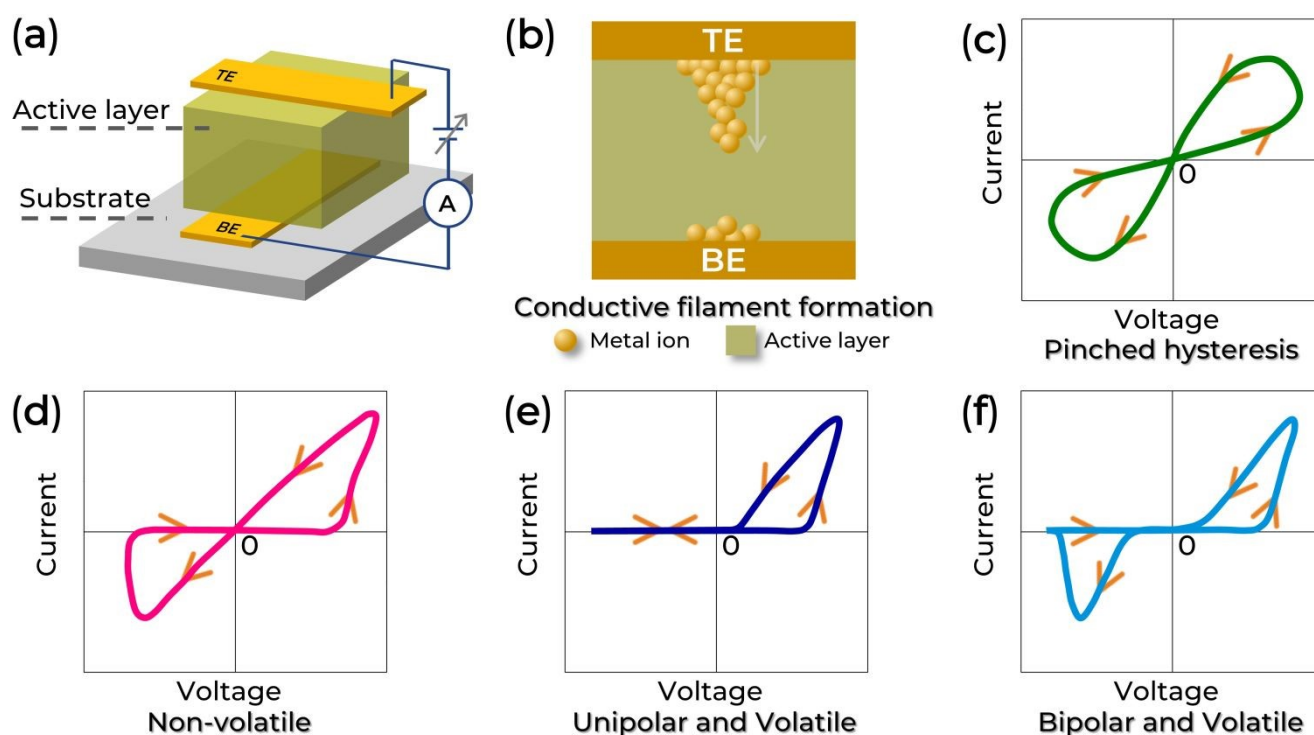 (a)
TE
Active layer
Substrate
BE
A
(b)
TE
BE
Conductive filament formation
Metal ion
Active layer
(c)
Current
0
Voltage
Pinched hysteresis
(d)
Current
0
Voltage
Non-volatile
(e)
Current
0
Voltage
Unipolar and Volatile
(f)
Current
0
Voltage
Bipolar and Volatile